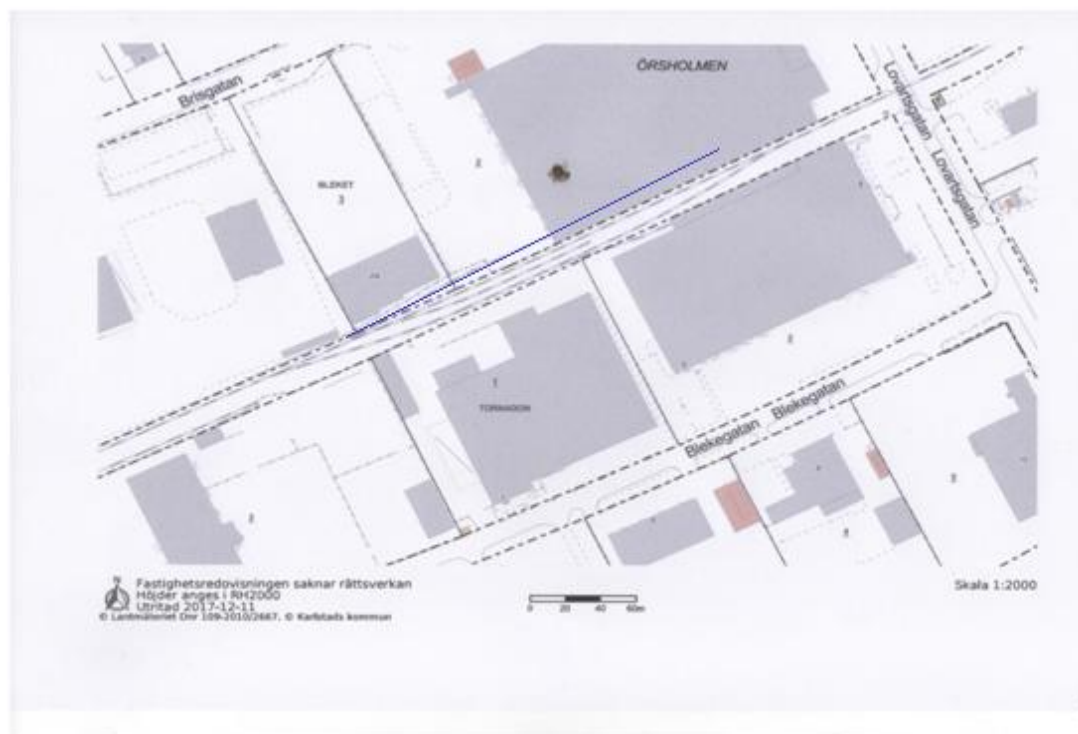 ÖRSHOLMEN
Brisgatan
Lovartsgatan
Lovartsgatan
BLEKET
3
2
1
TORNADON
2
Blekegatan
Blekegatan
N
Fastighetsredovisningen saknar rättsverkan
Höjder anges i RH2000
Utritad 2017-12-11
© Lantmäteriet Dnr 109-2010/2667, © Karlstads kommun
0 20 40 60m
Skala 1:2000